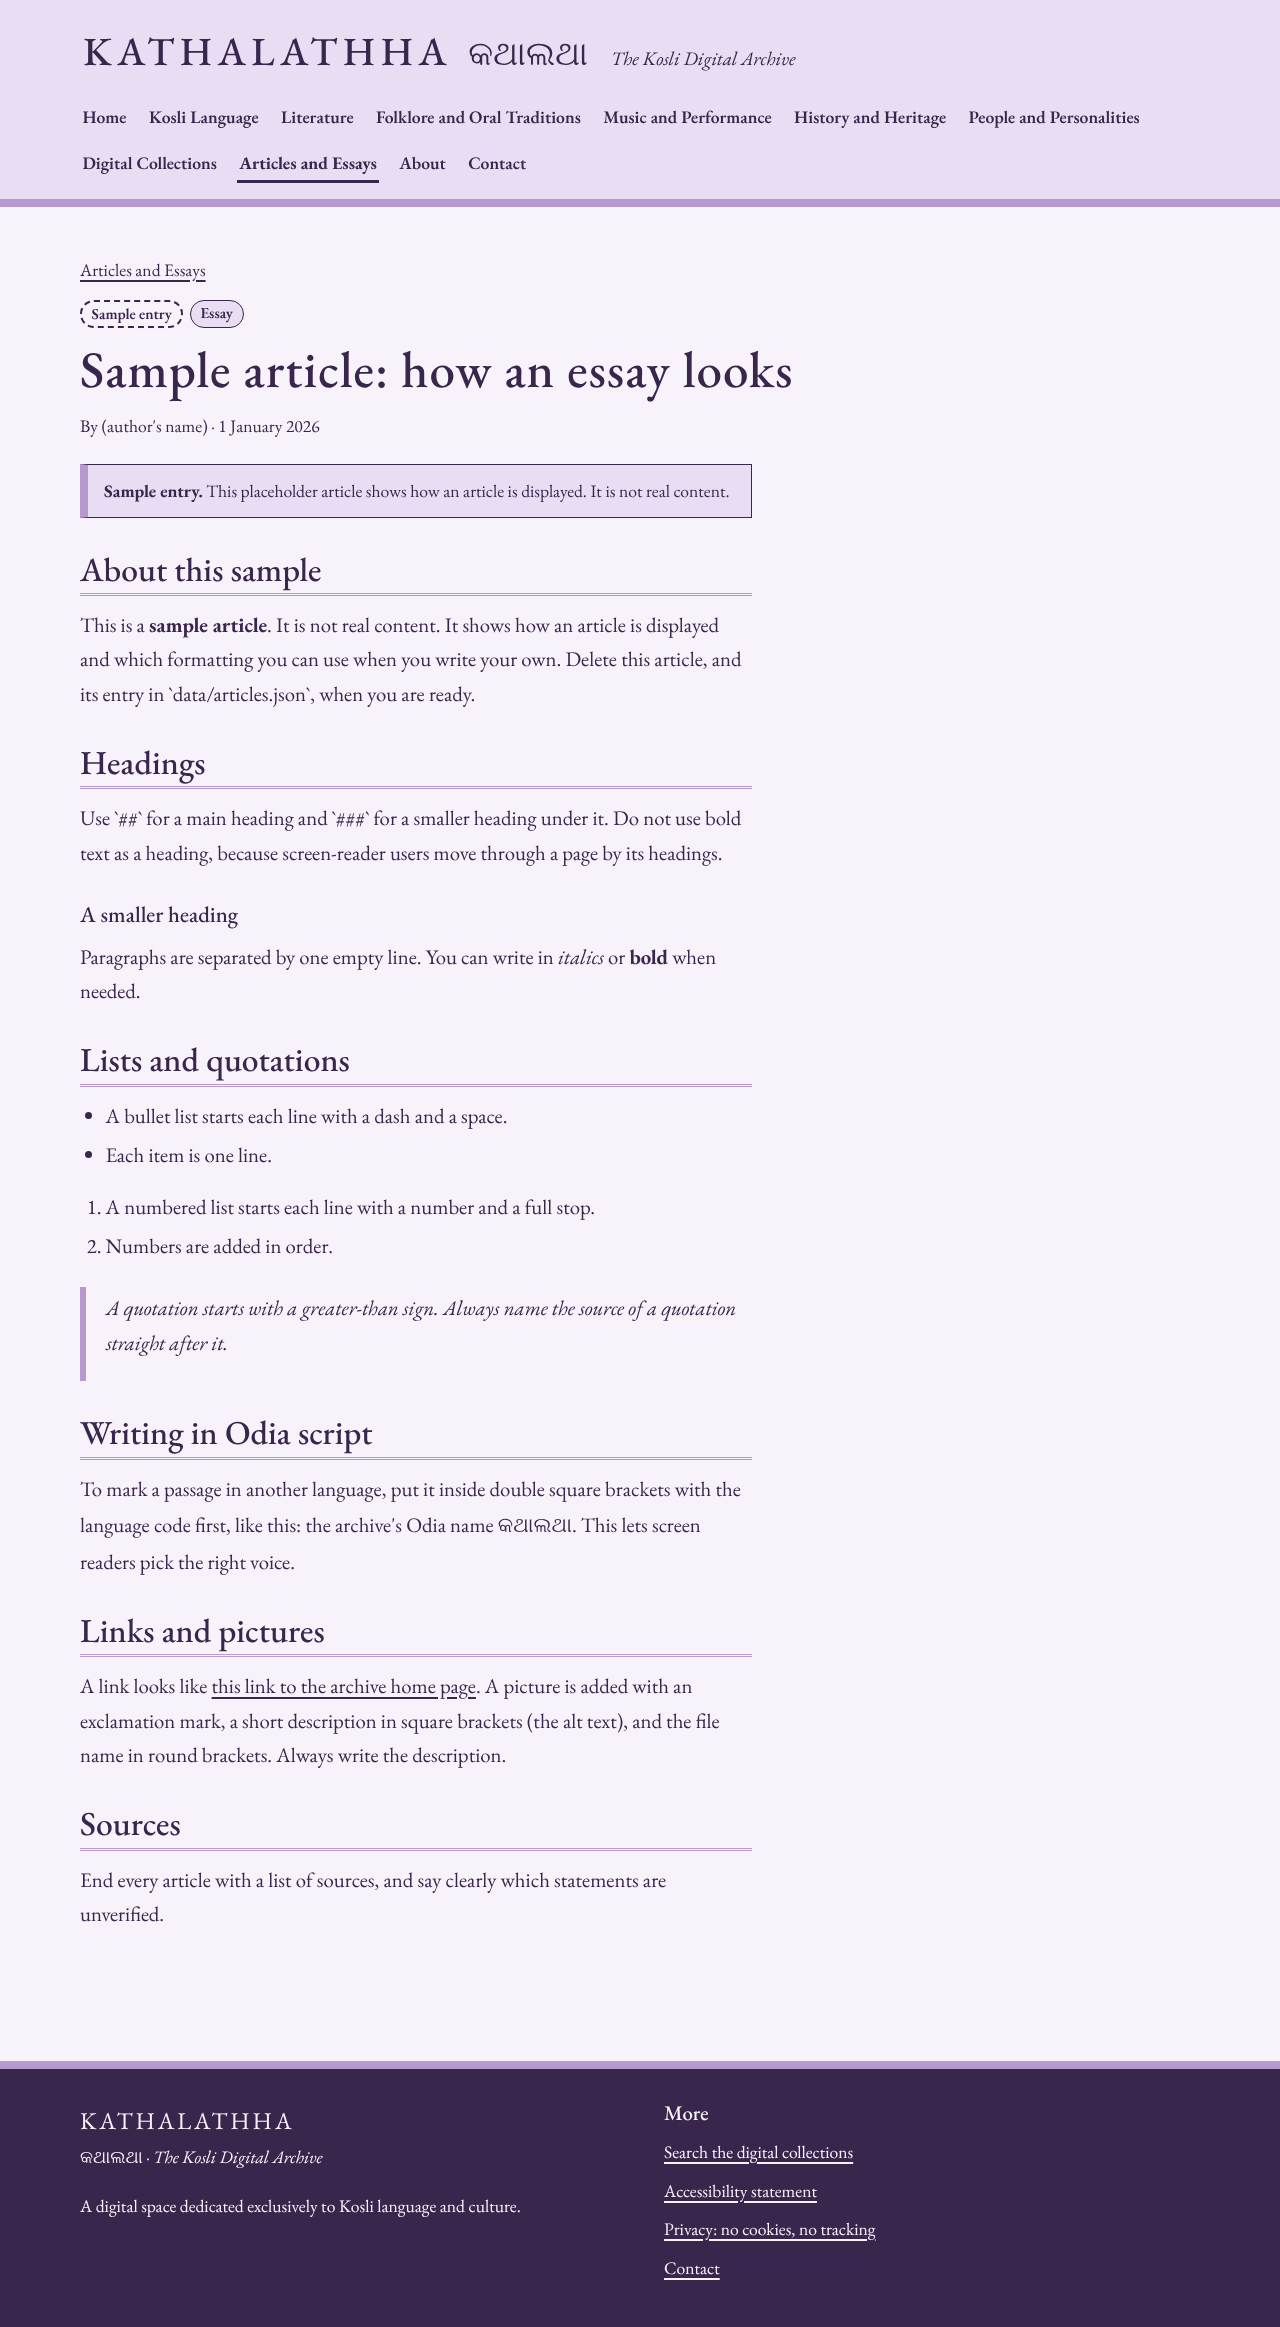 KATHALATHHA କଥାଲଥା The Kosli Digital Archive
Home Kosli Language Literature Folklore and Oral Traditions Music and Performance History and Heritage People and Personalities
Digital Collections Articles and Essays About Contact
Articles and Essays
Sample entry Essay
Sample article: how an essay looks
By (author's name) · 1 January 2026
Sample entry. This placeholder article shows how an article is displayed. It is not real content.
About this sample
This is a sample article. It is not real content. It shows how an article is displayed
and which formatting you can use when you write your own. Delete this article, and
its entry in `data/articles.json`, when you are ready.
Headings
Use `##` for a main heading and `###` for a smaller heading under it. Do not use bold
text as a heading, because screen-reader users move through a page by its headings.
A smaller heading
Paragraphs are separated by one empty line. You can write in italics or bold when
needed.
Lists and quotations
• A bullet list starts each line with a dash and a space.
• Each item is one line.
1. A numbered list starts each line with a number and a full stop.
2. Numbers are added in order.
A quotation starts with a greater-than sign. Always name the source of a quotation
straight after it.
Writing in Odia script
To mark a passage in another language, put it inside double square brackets with the
language code first, like this: the archive's Odia name କଥାଲଥା. This lets screen
readers pick the right voice.
Links and pictures
A link looks like this link to the archive home page. A picture is added with an
exclamation mark, a short description in square brackets (the alt text), and the file
name in round brackets. Always write the description.
Sources
End every article with a list of sources, and say clearly which statements are
unverified.
KATHALATHHA
କଥାଲଥା · The Kosli Digital Archive
A digital space dedicated exclusively to Kosli language and culture.
More
Search the digital collections
Accessibility statement
Privacy: no cookies, no tracking
Contact